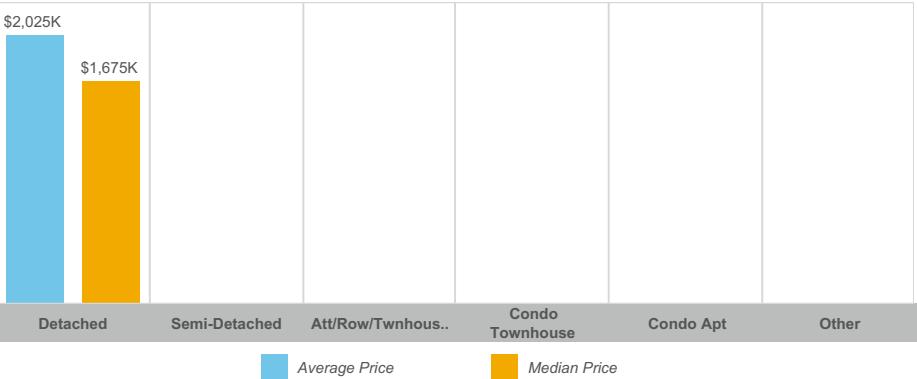 $2,025K
$1,675K
Detached
Semi-Detached
Att/Row/Twnhous..
Condo
Townhouse
Condo Apt
Other
Average Price
Median Price